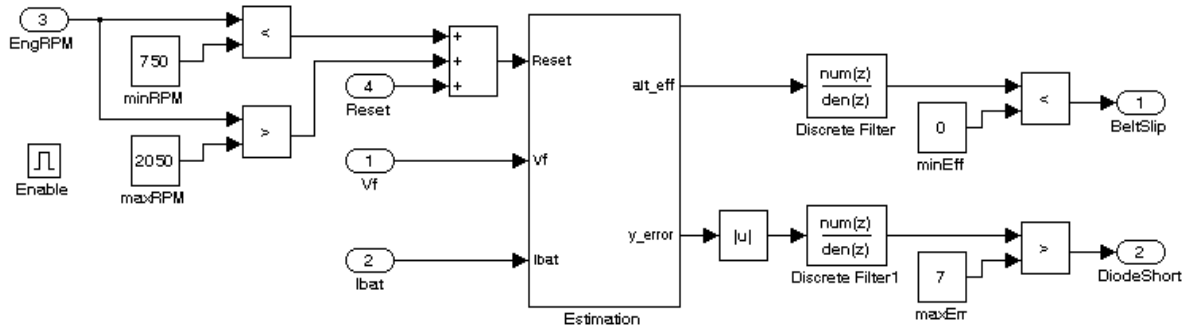 3
EngRPM
<
750
minRPM
>
2050
maxRPM
Enable
+
+
+
4
Reset
1
Vf
2
Ibat
Reset
Vf
Ibat
alt_eff
y_error
Estimation
num(z)
den(z)
Discrete Filter
<
0
minEff
1
BeltSlip
|u|
num(z)
den(z)
Discrete Filter1
>
7
maxErr
2
DiodeShort